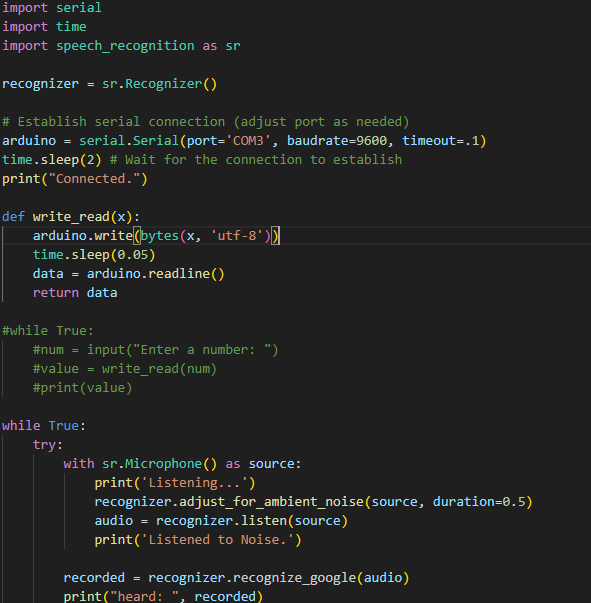 import serial
import time
import speech_recognition as sr
recognizer = sr.Recognizer()
# Establish serial connection (adjust port as needed)
arduino = serial.Serial(port='COM3', baudrate=9600, timeout=.1)
time.sleep(2) # Wait for the connection to establish
print("Connected.")
def write_read(x):
    arduino.write(bytes(x, 'utf-8'))
    time.sleep(0.05)
    data = arduino.readline()
    return data
#while True:
    #num = input("Enter a number: ")
    #value = write_read(num)
    #print(value)
while True:
    try:
        with sr.Microphone() as source:
            print('Listening...')
            recognizer.adjust_for_ambient_noise(source, duration=0.5)
            audio = recognizer.listen(source)
            print('Listened to Noise.')
        recorded = recognizer.recognize_google(audio)
        print("heard: ", recorded)